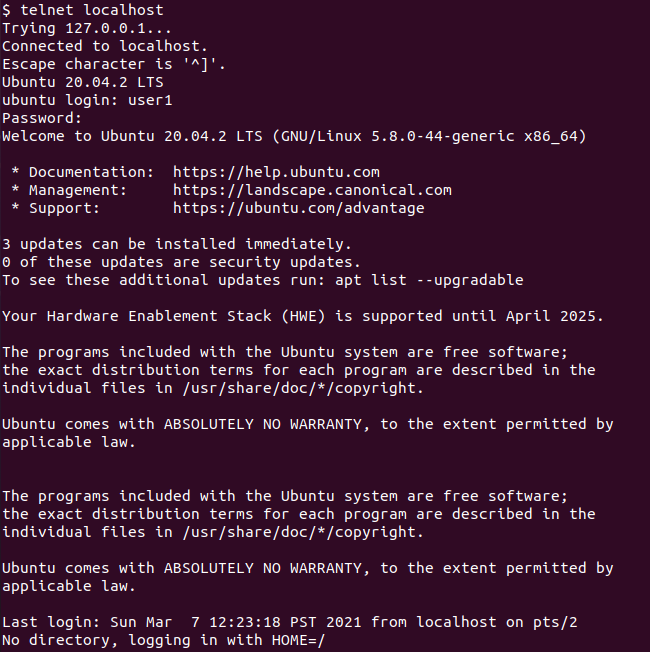 $ telnet localhost
Trying 127.0.0.1...
Connected to localhost.
Escape character is '^]'.
Ubuntu 20.04.2 LTS
ubuntu login: user1
Password:
Welcome to Ubuntu 20.04.2 LTS (GNU/Linux 5.8.0-44-generic x86_64)

 * Documentation:  https://help.ubuntu.com
 * Management:     https://landscape.canonical.com
 * Support:        https://ubuntu.com/advantage

3 updates can be installed immediately.
0 of these updates are security updates.
To see these additional updates run: apt list --upgradable

Your Hardware Enablement Stack (HWE) is supported until April 2025.

The programs included with the Ubuntu system are free software;
the exact distribution terms for each program are described in the
individual files in /usr/share/doc/*/copyright.

Ubuntu comes with ABSOLUTELY NO WARRANTY, to the extent permitted by
applicable law.


The programs included with the Ubuntu system are free software;
the exact distribution terms for each program are described in the
individual files in /usr/share/doc/*/copyright.

Ubuntu comes with ABSOLUTELY NO WARRANTY, to the extent permitted by
applicable law.

Last login: Sun Mar  7 12:23:18 PST 2021 from localhost on pts/2
No directory, logging in with HOME=/